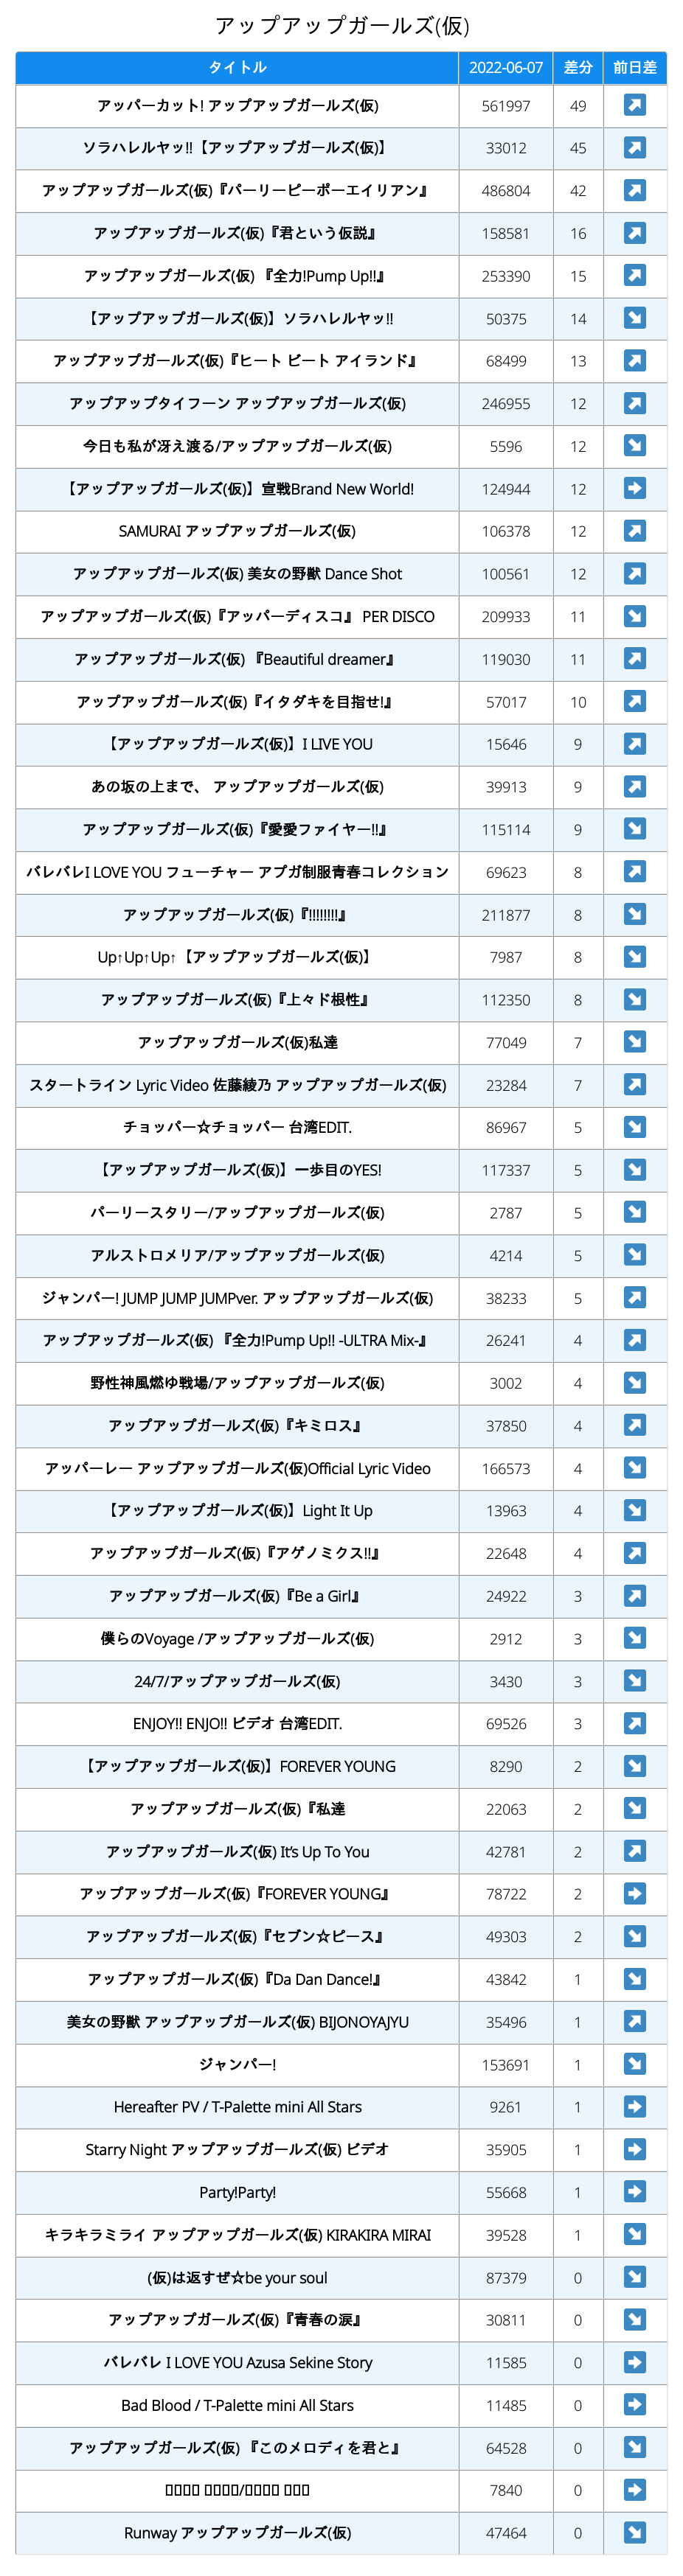 アップアップガールズ(仮)
タイトル 2022-06-07 差分 前日差
アッパーカット! アップアップガールズ(仮) 561997 49 ↗
ソラハレルヤッ!!【アップアップガールズ(仮)】 33012 45 ↗
アップアップガールズ(仮)『パーリーピーポーエイリアン』 486804 42 ↗
アップアップガールズ(仮)『君という仮説』 158581 16 ↗
アップアップガールズ(仮) 『全力!Pump Up!!』 253390 15 ↗
【アップアップガールズ(仮)】ソラハレルヤッ!! 50375 14 ↘
アップアップガールズ(仮)『ヒート ビート アイランド』 68499 13 ↗
アップアップタイフーン アップアップガールズ(仮) 246955 12 ↗
今日も私が冴え渡る/アップアップガールズ(仮) 5596 12 ↘
【アップアップガールズ(仮)】宣戦Brand New World! 124944 12 ➡
SAMURAI アップアップガールズ(仮) 106378 12 ↗
アップアップガールズ(仮) 美女の野獣 Dance Shot 100561 12 ↗
アップアップガールズ(仮)『アッパーディスコ』 PER DISCO 209933 11 ↘
アップアップガールズ(仮) 『Beautiful dreamer』 119030 11 ↗
アップアップガールズ(仮)『イタダキを目指せ!』 57017 10 ↗
【アップアップガールズ(仮)】I LIVE YOU 15646 9 ↗
あの坂の上まで、 アップアップガールズ(仮) 39913 9 ↗
アップアップガールズ(仮)『愛愛ファイヤー!!』 115114 9 ↘
バレバレI LOVE YOU フューチャー アプガ制服青春コレクション 69623 8 ↗
アップアップガールズ(仮)『!!!!!!!!』 211877 8 ↘
Up↑Up↑Up↑【アップアップガールズ(仮)】 7987 8 ↘
アップアップガールズ(仮)『上々ド根性』 112350 8 ↘
アップアップガールズ(仮)私達 77049 7 ↘
スタートライン Lyric Video 佐藤綾乃 アップアップガールズ(仮) 23284 7 ↗
チョッパー☆チョッパー 台湾EDIT. 86967 5 ↘
【アップアップガールズ(仮)】一歩目のYES! 117337 5 ↘
パーリースタリー/アップアップガールズ(仮) 2787 5 ↘
アルストロメリア/アップアップガールズ(仮) 4214 5 ↘
ジャンパー! JUMP JUMP JUMPver. アップアップガールズ(仮) 38233 5 ↗
アップアップガールズ(仮) 『全力!Pump Up!! -ULTRA Mix-』 26241 4 ↗
野性神風燃ゆ戦場/アップアップガールズ(仮) 3002 4 ↘
アップアップガールズ(仮)『キミロス』 37850 4 ↗
アッパーレー アップアップガールズ(仮)Official Lyric Video 166573 4 ↘
【アップアップガールズ(仮)】Light It Up 13963 4 ↘
アップアップガールズ(仮)『アゲノミクス!!』 22648 4 ↗
アップアップガールズ(仮)『Be a Girl』 24922 3 ↗
僕らのVoyage /アップアップガールズ(仮) 2912 3 ↘
24/7/アップアップガールズ(仮) 3430 3 ↘
ENJOY!! ENJO!! ビデオ 台湾EDIT. 69526 3 ↗
【アップアップガールズ(仮)】FOREVER YOUNG 8290 2 ↘
アップアップガールズ(仮)『私達 22063 2 ↘
アップアップガールズ(仮) It's Up To You 42781 2 ↗
アップアップガールズ(仮)『FOREVER YOUNG』 78722 2 ➡
アップアップガールズ(仮)『セブン☆ピース』 49303 2 ↘
アップアップガールズ(仮)『Da Dan Dance!』 43842 1 ↘
美女の野獣 アップアップガールズ(仮) BIJONOYAJYU 35496 1 ↗
ジャンパー! 153691 1 ↘
Hereafter PV / T-Palette mini All Stars 9261 1 ➡
Starry Night アップアップガールズ(仮) ビデオ 35905 1 ➡
Party!Party! 55668 1 ➡
キラキラミライ アップアップガールズ(仮) KIRAKIRA MIRAI 39528 1 ↘
(仮)は返すぜ☆be your soul 87379 0 ↘
アップアップガールズ(仮)『青春の涙』 30811 0 ↘
バレバレ I LOVE YOU Azusa Sekine Story 11585 0 ➡
Bad Blood / T-Palette mini All Stars 11485 0 ➡
アップアップガールズ(仮) 『このメロディを君と』 64528 0 ↘
/ 7840 0 ➡
Runway アップアップガールズ(仮) 47464 0 ↘